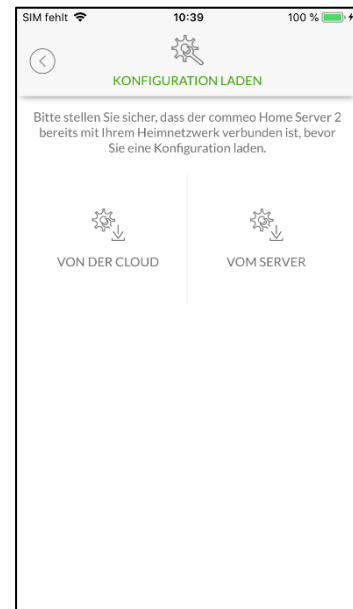 SIM fehlt 10:39 100 %
KONFIGURATION LADEN
Bitte stellen Sie sicher, dass der commeo Home Server 2
bereits mit Ihrem Heimnetzwerk verbunden ist, bevor
Sie eine Konfiguration laden.
VON DER CLOUD VOM SERVER